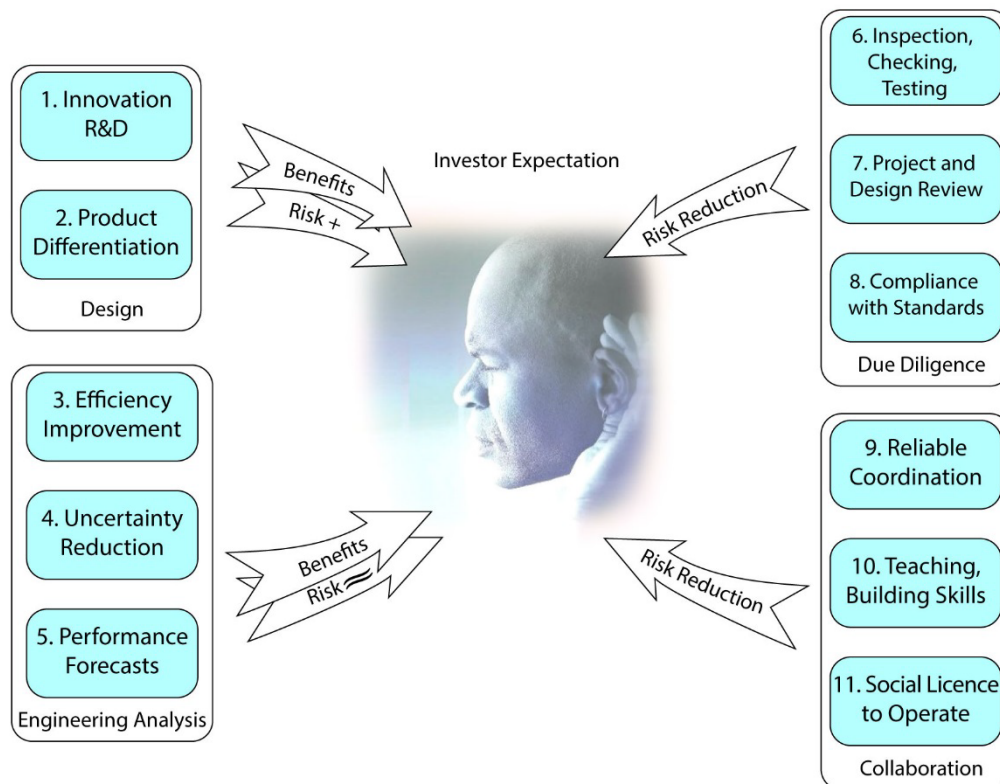 1. Innovation
R&D
2. Product
Differentiation
Design
3. Efficiency
Improvement
4. Uncertainty
Reduction
5. Performance
Forecasts
Engineering Analysis
Benefits
Risk +
Investor Expectation
Risk Reduction
Benefits
Risk ≈
Risk Reduction
6. Inspection,
Checking,
Testing
7. Project and
Design Review
8. Compliance
with Standards
Due Diligence
9. Reliable
Coordination
10. Teaching,
Building Skills
11. Social Licence
to Operate
Collaboration